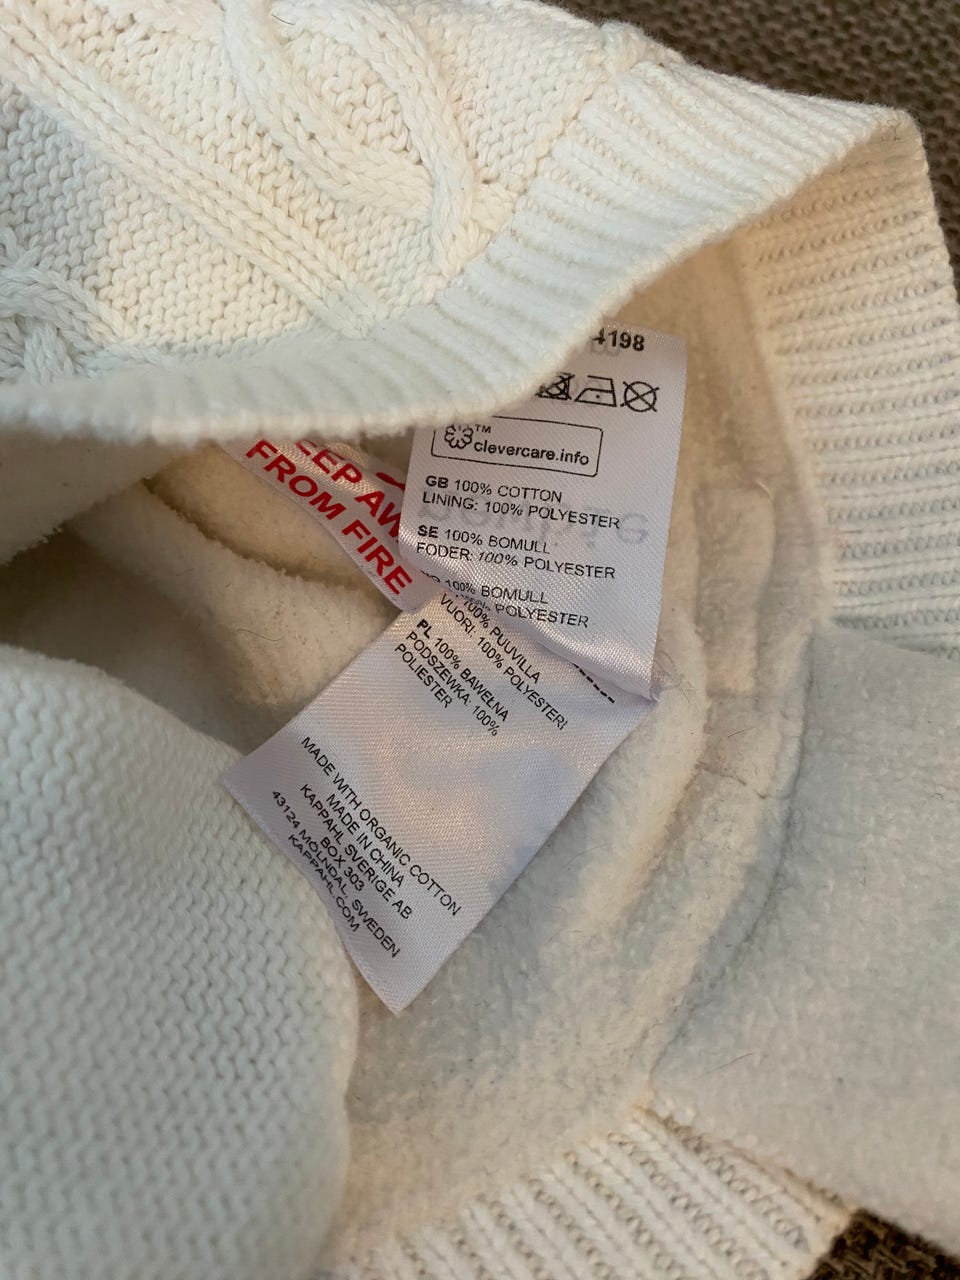 4198
TM
clevercare.info
GB 100% COTTON
LINING: 100% POLYESTER
SE 100% BOMULL
FODER: 100% POLYESTER
100% BOMULL
POLYESTER
100% PUUVILLA
VUORI: 100% POLYESTERI
PL 100% BAWEŁNA
PODSZEWKA: 100%
POLIESTER
MADE WITH ORGANIC COTTON
MADE IN CHINA
KAPPAHL SVERIGE AB
BOX 303
43124 MÖLNDAL, SWEDEN
KAPPAHL.COM
FROM FIRE